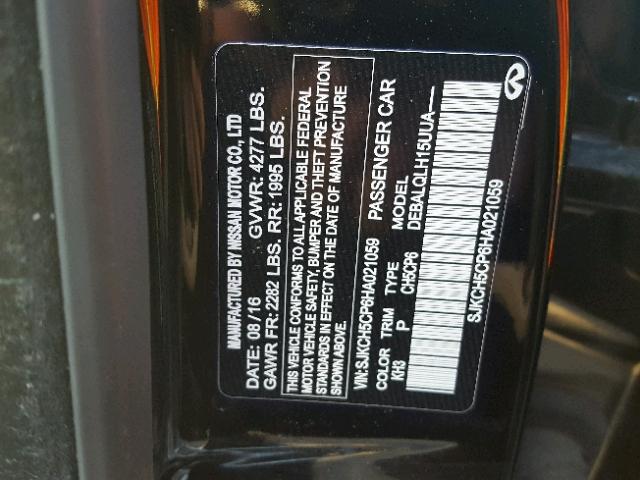 MANUFACTURED BY NISSAN MOTOR CO., LTD
DATE: 08/16 GVWR: 4277 LBS.
GAWR FR: 2282 LBS. RR: 1995 LBS.
THIS VEHICLE CONFORMS TO ALL APPLICABLE FEDERAL
MOTOR VEHICLE SAFETY, BUMPER AND THEFT PREVENTION
STANDARDS IN EFFECT ON THE DATE OF MANUFACTURE
SHOWN ABOVE.
VIN:SJKCH5CP6HA021059 PASSENGER CAR
COLOR TRIM TYPE MODEL
KH3 P CH5CP6 DEBALQLH15UUA----
SJKCH5CP6HA021059